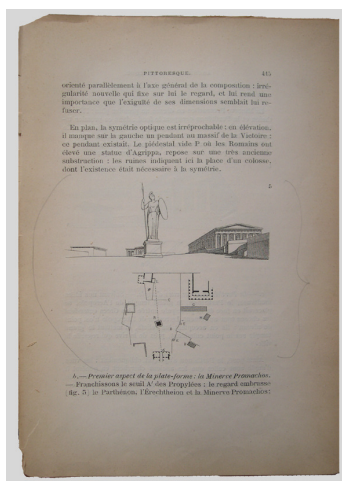 PITTORESQUE. 415
orienté parallèlement à l'axe général de la composition : irré-
gularité nouvelle qui fixe sur lui le regard, et lui rend une
importance que l'exiguïté de ses dimensions semblait lui re-
fuser.
En plan, la symétrie optique est irréprochable : en élévation,
il manque sur la gauche un pendant au massif de la Victoire :
ce pendant existait. Le piédestal vide P où les Romains ont
élevé une statue d'Agrippa, repose sur une très ancienne
substruction : les ruines indiquent ici la place d'un colosse,
dont l'existence était nécessaire à la symétrie.
5
b. — Premier aspect de la plate-forme : la Minerve Promachos.
— Franchissons le seuil A' des Propylées ; le regard embrasse
(fig. 5) le Parthénon, l'Érechtheion et la Minerve Promachos.